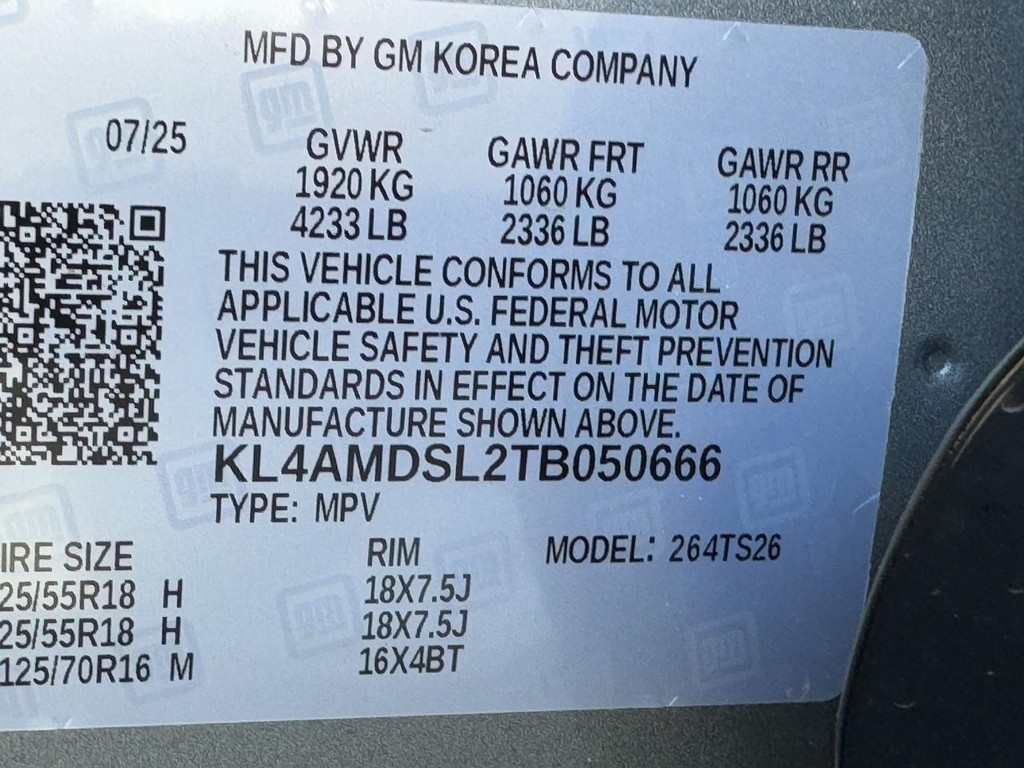 MFD BY GM KOREA COMPANY
07/25
GVWR GAWR FRT GAWR RR
1920 KG 1060 KG 1060 KG
4233 LB 2336 LB 2336 LB
THIS VEHICLE CONFORMS TO ALL
APPLICABLE U.S. FEDERAL MOTOR
VEHICLE SAFETY AND THEFT PREVENTION
STANDARDS IN EFFECT ON THE DATE OF
MANUFACTURE SHOWN ABOVE.
KL4AMDSL2TB050666
TYPE: MPV
IRE SIZE RIM MODEL: 264TS26
25/55R18 H 18X7.5J
25/55R18 H 18X7.5J
125/70R16 M 16X4BT